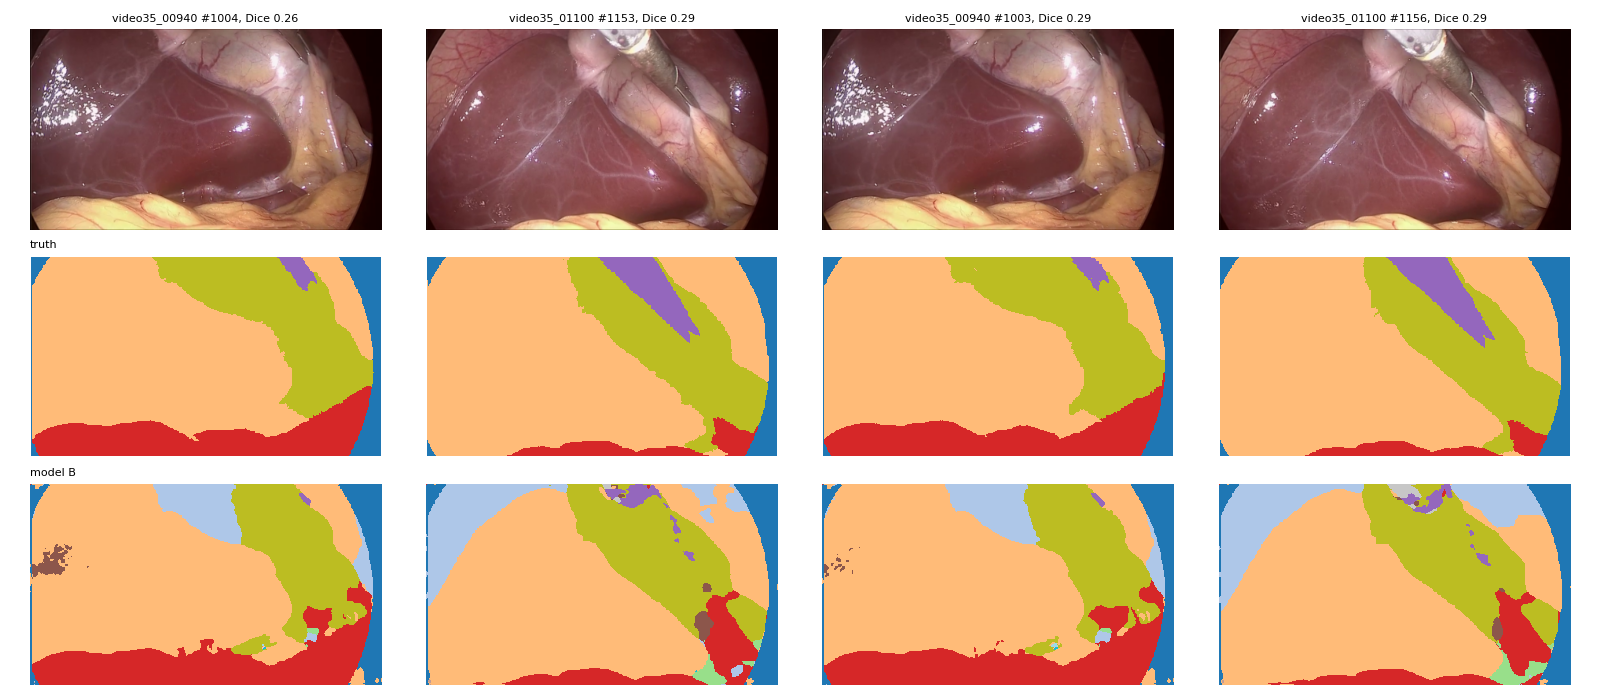 video35_00940 #1004, Dice 0.26
video35_01100 #1153, Dice 0.29
video35_00940 #1003, Dice 0.29
video35_01100 #1156, Dice 0.29
truth
model B